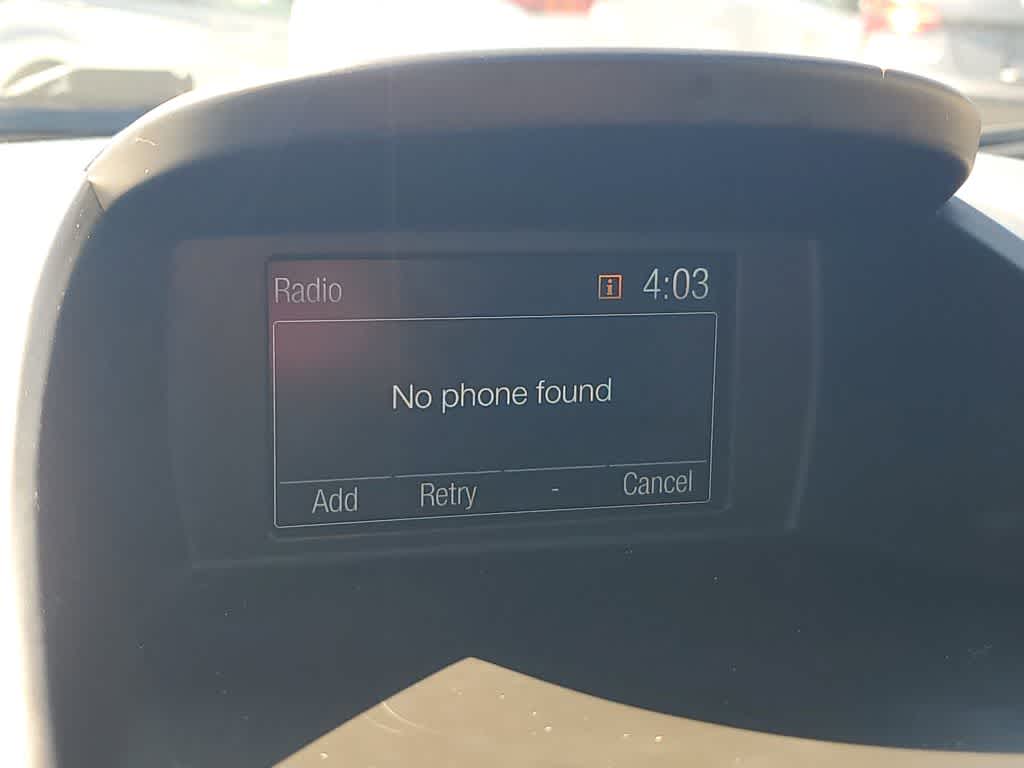 Radio i 4:03
No phone found
Add Retry - Cancel